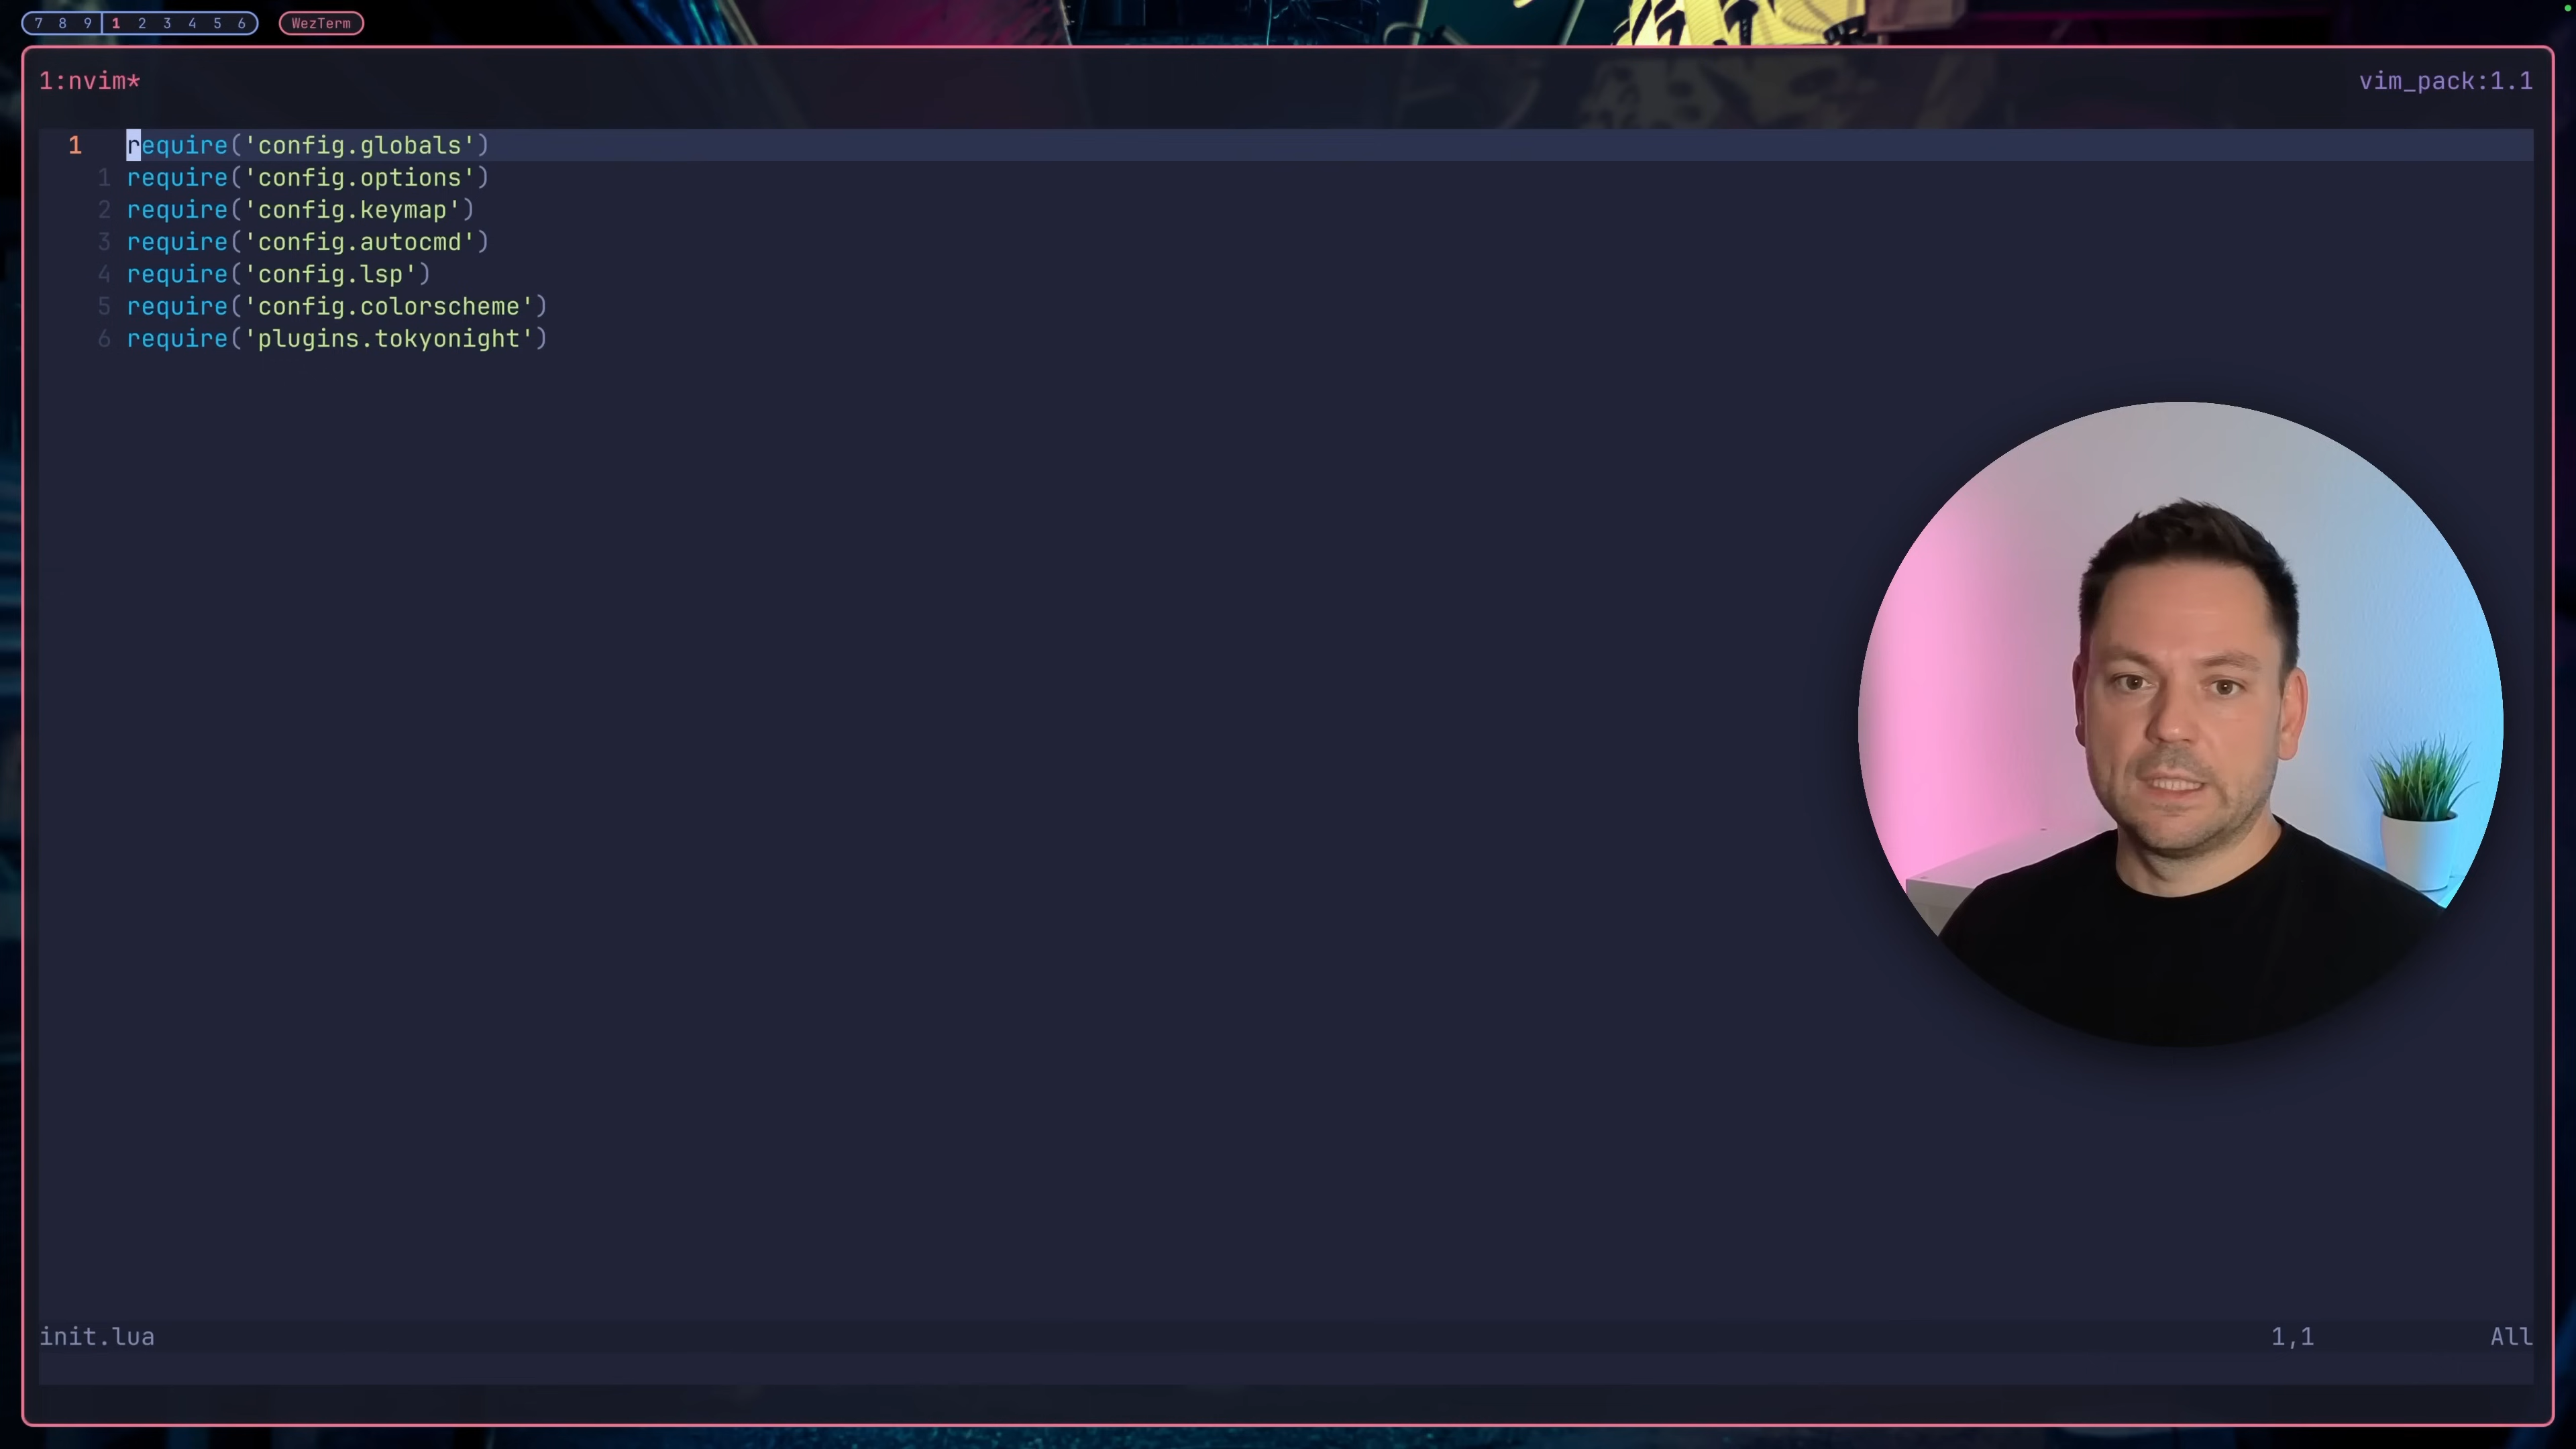 7 8 9 1 2 3 4 5 6 WezTerm
1:nvim* vim_pack:1.1
1 require('config.globals')
1 require('config.options')
2 require('config.keymap')
3 require('config.autocmd')
4 require('config.lsp')
5 require('config.colorscheme')
6 require('plugins.tokyonight')
init.lua 1,1 All